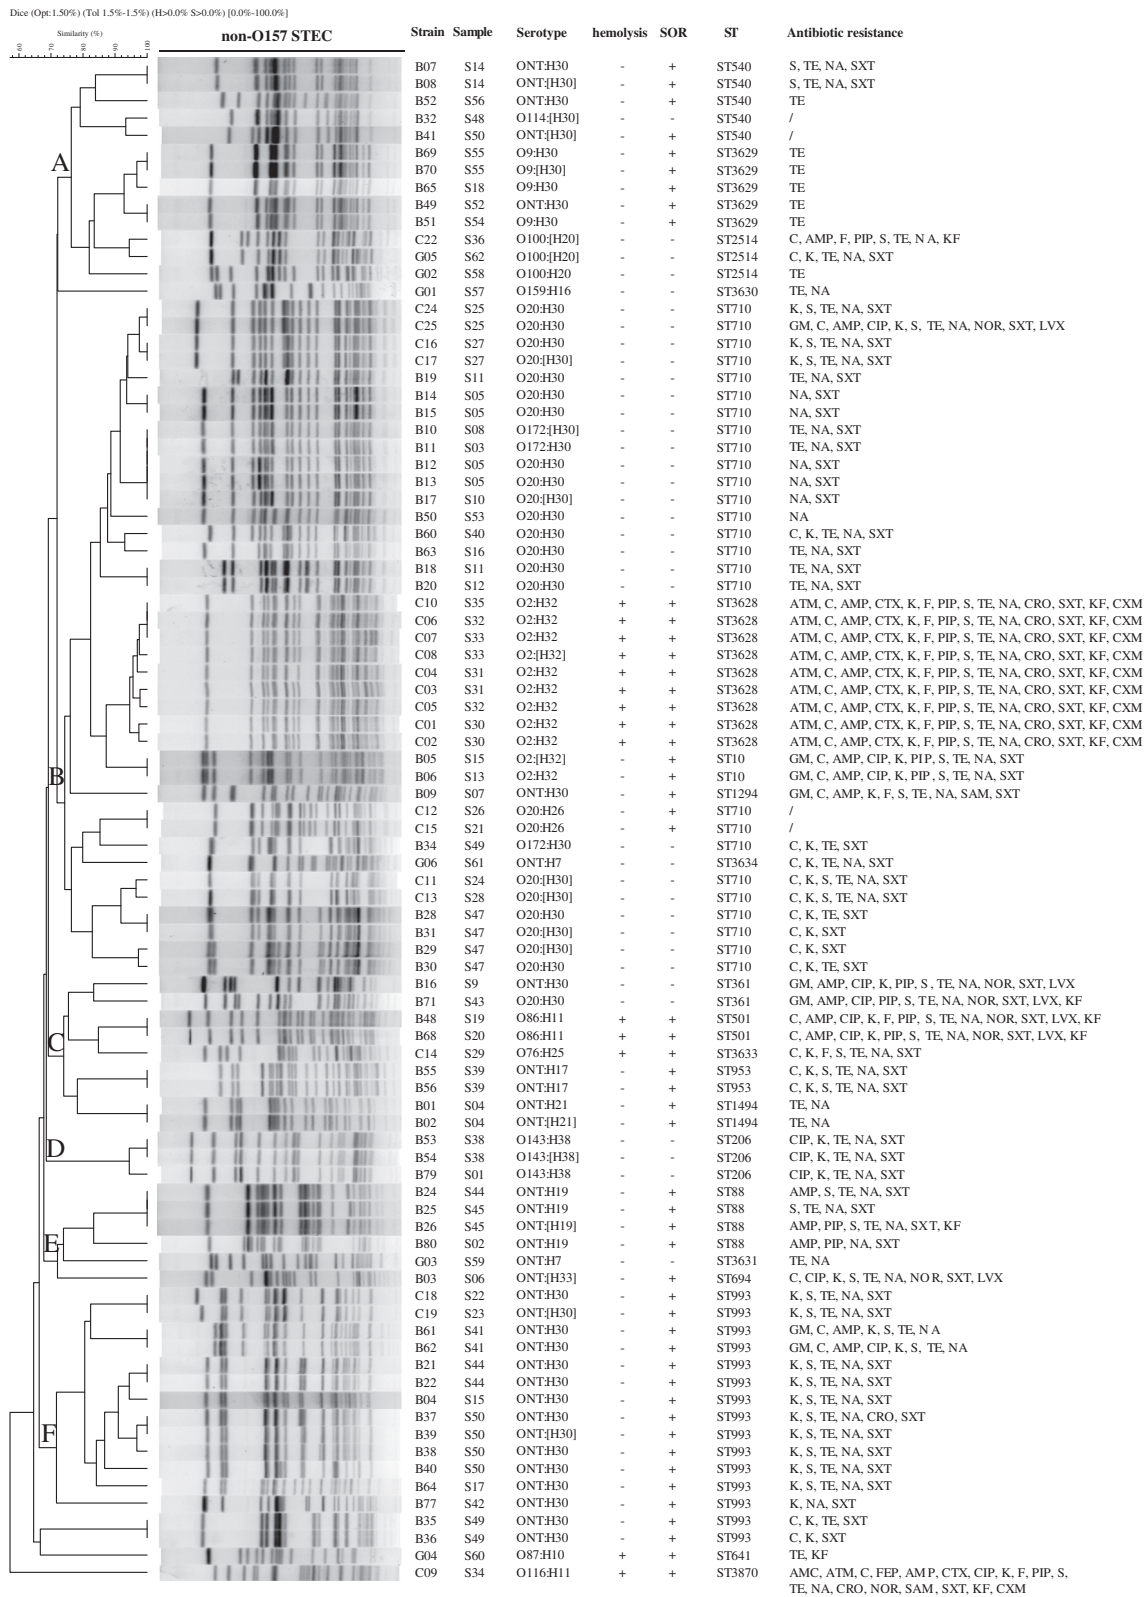 Dice (Opt:1.50%) (Tol 1.5%-1.5%) (H>0.0% S>0.0%) [0.0%-100.0%]
Similarity (%)
60 70 80 90 100
non-O157 STEC
Strain Sample Serotype hemolysis SOR ST Antibiotic resistance
B07 S14 ONT:H30 - + ST540 S, TE, NA, SXT
B08 S14 ONT:[H30] - + ST540 S, TE, NA, SXT
B52 S56 ONT:H30 - + ST540 TE
B32 S48 O114:[H30] - - ST540 /
B41 S50 ONT:[H30] - + ST540 /
A
B69 S55 O9:H30 - + ST3629 TE
B70 S55 O9:[H30] - + ST3629 TE
B65 S18 O9:H30 - + ST3629 TE
B49 S52 ONT:H30 - + ST3629 TE
B51 S54 O9:H30 - + ST3629 TE
C22 S36 O100:[H20] - - ST2514 C, AMP, F, PIP, S, TE, NA, KF
G05 S62 O100:[H20] - - ST2514 C, K, TE, NA, SXT
G02 S58 O100:H20 - - ST2514 TE
G01 S57 O159:H16 - - ST3630 TE, NA
C24 S25 O20:H30 - - ST710 K, S, TE, NA, SXT
C25 S25 O20:H30 - - ST710 GM, C, AMP, CIP, K, S, TE, NA, NOR, SXT, LVX
C16 S27 O20:H30 - - ST710 K, S, TE, NA, SXT
C17 S27 O20:[H30] - - ST710 K, S, TE, NA, SXT
B19 S11 O20:H30 - - ST710 TE, NA, SXT
B14 S05 O20:H30 - - ST710 NA, SXT
B15 S05 O20:H30 - - ST710 NA, SXT
B10 S08 O172:[H30] - - ST710 TE, NA, SXT
B11 S03 O172:H30 - - ST710 TE, NA, SXT
B12 S05 O20:H30 - - ST710 NA, SXT
B13 S05 O20:H30 - - ST710 NA, SXT
B17 S10 O20:[H30] - - ST710 NA, SXT
B50 S53 O20:H30 - - ST710 NA
B60 S40 O20:H30 - - ST710 C, K, TE, NA, SXT
B63 S16 O20:H30 - - ST710 TE, NA, SXT
B18 S11 O20:H30 - - ST710 TE, NA, SXT
B20 S12 O20:H30 - - ST710 TE, NA, SXT
C10 S35 O2:H32 + + ST3628 ATM, C, AMP, CTX, K, F, PIP, S, TE, NA, CRO, SXT, KF, CXM
C06 S32 O2:H32 + + ST3628 ATM, C, AMP, CTX, K, F, PIP, S, TE, NA, CRO, SXT, KF, CXM
C07 S33 O2:H32 + + ST3628 ATM, C, AMP, CTX, K, F, PIP, S, TE, NA, CRO, SXT, KF, CXM
C08 S33 O2:[H32] + + ST3628 ATM, C, AMP, CTX, K, F, PIP, S, TE, NA, CRO, SXT, KF, CXM
C04 S31 O2:H32 + + ST3628 ATM, C, AMP, CTX, K, F, PIP, S, TE, NA, CRO, SXT, KF, CXM
C03 S31 O2:H32 + + ST3628 ATM, C, AMP, CTX, K, F, PIP, S, TE, NA, CRO, SXT, KF, CXM
C05 S32 O2:H32 + + ST3628 ATM, C, AMP, CTX, K, F, PIP, S, TE, NA, CRO, SXT, KF, CXM
C01 S30 O2:H32 + + ST3628 ATM, C, AMP, CTX, K, F, PIP, S, TE, NA, CRO, SXT, KF, CXM
C02 S30 O2:H32 + + ST3628 ATM, C, AMP, CTX, K, F, PIP, S, TE, NA, CRO, SXT, KF, CXM
B05 S15 O2:[H32] - + ST10 GM, C, AMP, CIP, K, PIP, S, TE, NA, SXT
B
B06 S13 O2:H32 - + ST10 GM, C, AMP, CIP, K, PIP, S, TE, NA, SXT
B09 S07 ONT:H30 - + ST1294 GM, C, AMP, K, F, S, TE, NA, SAM, SXT
C12 S26 O20:H26 - + ST710 /
C15 S21 O20:H26 - + ST710 /
B34 S49 O172:H30 - - ST710 C, K, TE, SXT
G06 S61 ONT:H7 - - ST3634 C, K, TE, NA, SXT
C11 S24 O20:[H30] - - ST710 C, K, S, TE, NA, SXT
C13 S28 O20:[H30] - - ST710 C, K, S, TE, NA, SXT
B28 S47 O20:H30 - - ST710 C, K, TE, SXT
B31 S47 O20:[H30] - - ST710 C, K, SXT
B29 S47 O20:[H30] - - ST710 C, K, SXT
B30 S47 O20:H30 - - ST710 C, K, TE, SXT
B16 S9 ONT:H30 - - ST361 GM, AMP, CIP, K, PIP, S, TE, NA, NOR, SXT, LVX
B71 S43 O20:H30 - - ST361 GM, AMP, CIP, PIP, S, TE, NA, NOR, SXT, LVX, KF
B48 S19 O86:H11 + + ST501 C, AMP, CIP, K, F, PIP, S, TE, NA, NOR, SXT, LVX, KF
B68 S20 O86:H11 + + ST501 C, AMP, CIP, K, PIP, S, TE, NA, NOR, SXT, LVX, KF
C
C14 S29 O76:H25 + + ST3633 C, K, F, S, TE, NA, SXT
B55 S39 ONT:H17 - + ST953 C, K, S, TE, NA, SXT
B56 S39 ONT:H17 - + ST953 C, K, S, TE, NA, SXT
B01 S04 ONT:H21 - + ST1494 TE, NA
B02 S04 ONT:[H21] - + ST1494 TE, NA
B53 S38 O143:H38 - - ST206 CIP, K, TE, NA, SXT
D
B54 S38 O143:[H38] - - ST206 CIP, K, TE, NA, SXT
B79 S01 O143:H38 - - ST206 CIP, K, TE, NA, SXT
B24 S44 ONT:H19 - + ST88 AMP, S, TE, NA, SXT
B25 S45 ONT:H19 - + ST88 S, TE, NA, SXT
B26 S45 ONT:[H19] - + ST88 AMP, PIP, S, TE, NA, SXT, KF
E
B80 S02 ONT:H19 - + ST88 AMP, PIP, NA, SXT
G03 S59 ONT:H7 - - ST3631 TE, NA
B03 S06 ONT:[H33] - + ST694 C, CIP, K, S, TE, NA, NOR, SXT, LVX
C18 S22 ONT:H30 - + ST993 K, S, TE, NA, SXT
C19 S23 ONT:[H30] - + ST993 K, S, TE, NA, SXT
B61 S41 ONT:H30 - + ST993 GM, C, AMP, K, S, TE, NA
B62 S41 ONT:H30 - + ST993 GM, C, AMP, CIP, K, S, TE, NA
B21 S44 ONT:H30 - + ST993 K, S, TE, NA, SXT
B22 S44 ONT:H30 - + ST993 K, S, TE, NA, SXT
B04 S15 ONT:H30 - + ST993 K, S, TE, NA, SXT
B37 S50 ONT:H30 - + ST993 K, S, TE, NA, CRO, SXT
F
B39 S50 ONT:[H30] - + ST993 K, S, TE, NA, SXT
B38 S50 ONT:H30 - + ST993 K, S, TE, NA, SXT
B40 S50 ONT:H30 - + ST993 K, S, TE, NA, SXT
B64 S17 ONT:H30 - + ST993 K, S, TE, NA, SXT
B77 S42 ONT:H30 - + ST993 K, NA, SXT
B35 S49 ONT:H30 - + ST993 C, K, TE, SXT
B36 S49 ONT:H30 - + ST993 C, K, SXT
G04 S60 O87:H10 + + ST641 TE, KF
C09 S34 O116:H11 + + ST3870 AMC, ATM, C, FEP, AMP, CTX, CIP, K, F, PIP, S,
TE, NA, CRO, NOR, SAM, SXT, KF, CXM